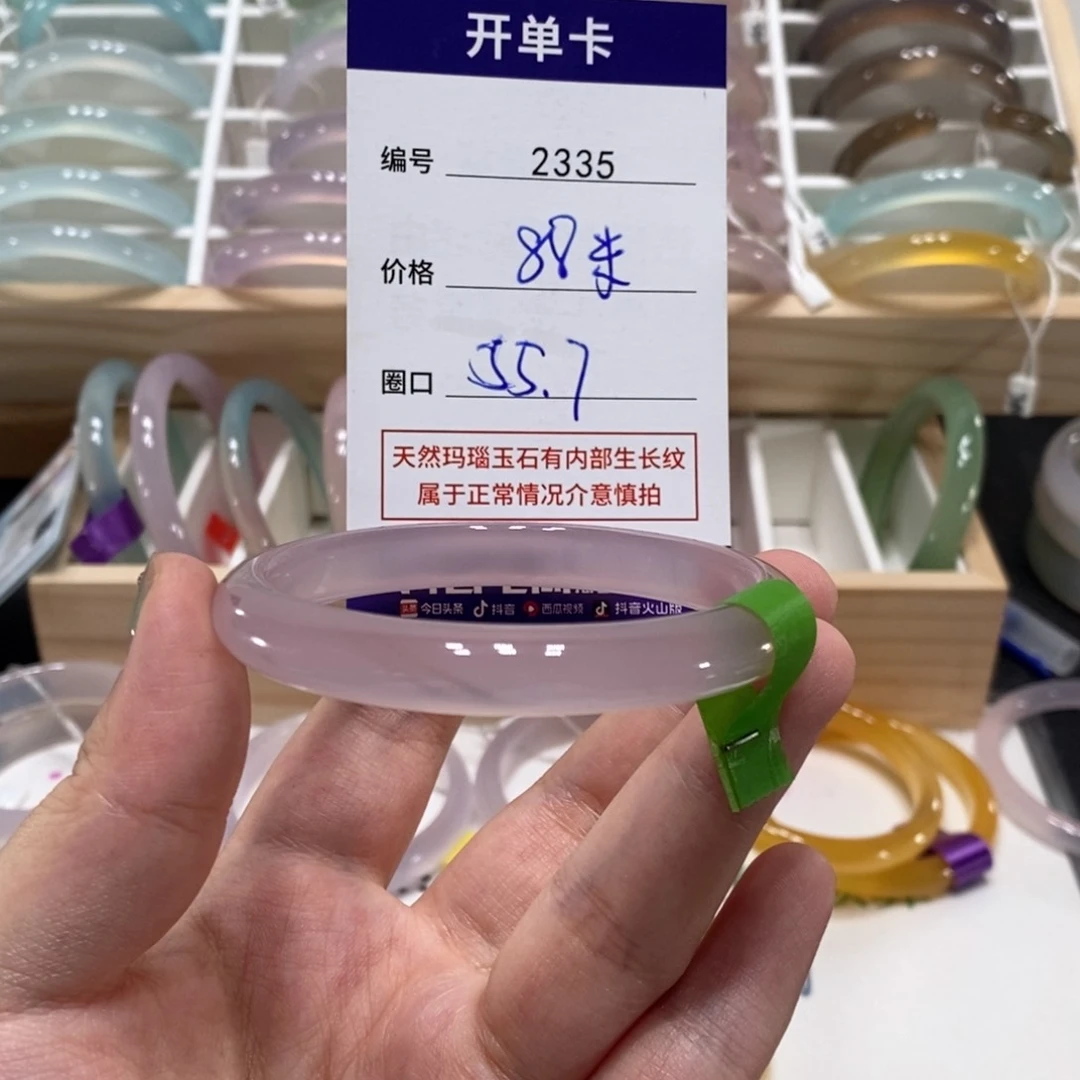 开单卡
编号 2335
价格 88米
圈口 55.7
天然玛瑙玉石有内部生长纹
属于正常情况介意慎拍
今日头条 抖音 西瓜视频 抖音火山版